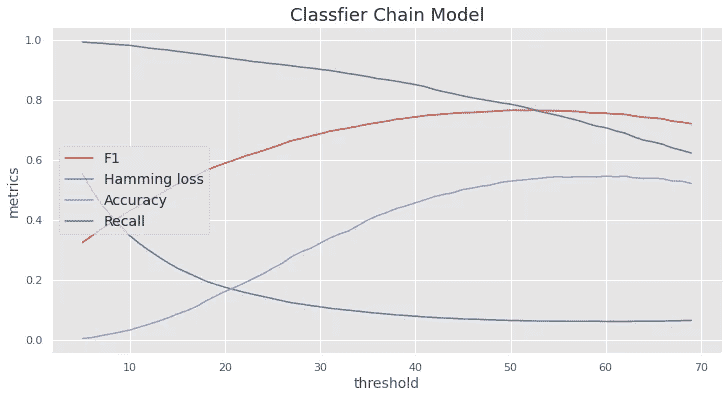 Classfier Chain Model
1.0
0.8
0.6
0.4
0.2
0.0
metrics
F1
Hamming loss
Accuracy
Recall
10 20 30 40 50 60 70
threshold